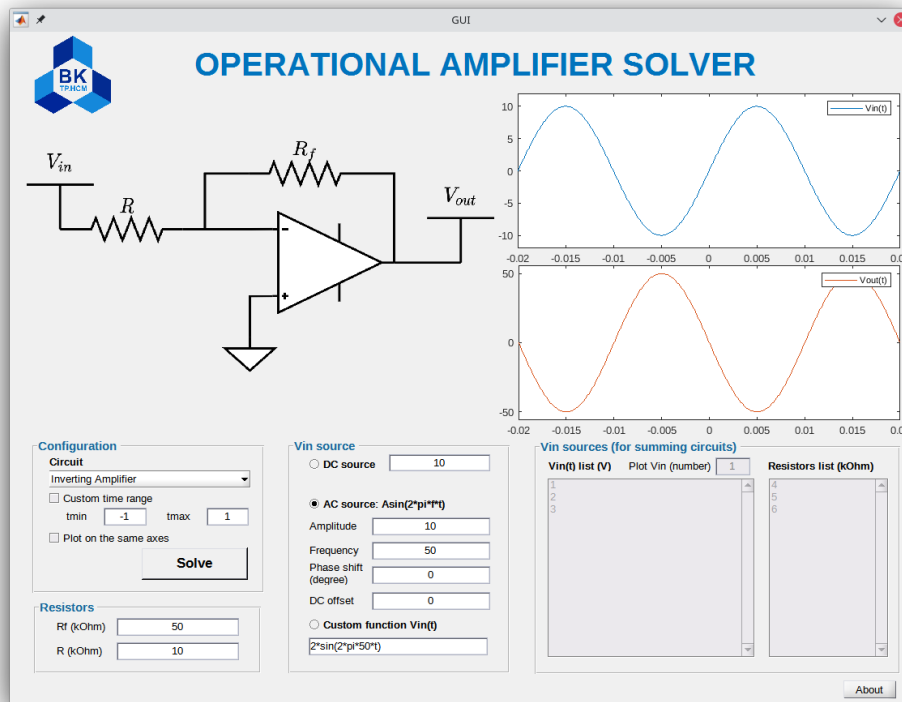 GUI
BK
TP.HCM
OPERATIONAL AMPLIFIER SOLVER
Vin
R
Rf
Vout
-
+
10
5
0
-5
-10
Vin(t)
-0.02 -0.015 -0.01 -0.005 0 0.005 0.01 0.015
50
0
-50
Vout(t)
-0.02 -0.015 -0.01 -0.005 0 0.005 0.01 0.015
Configuration
Circuit
Inverting Amplifier
Custom time range
tmin -1 tmax 1
Plot on the same axes
Solve
Resistors
Rf (kOhm) 50
R (kOhm) 10
Vin source
DC source 10
AC source: Asin(2*pi*f*t)
Amplitude 10
Frequency 50
Phase shift
(degree) 0
DC offset 0
Custom function Vin(t)
2*sin(2*pi*50*t)
Vin sources (for summing circuits)
Vin(t) list (V) Plot Vin (number) 1
1
2
3
Resistors list (kOhm)
4
5
6
About